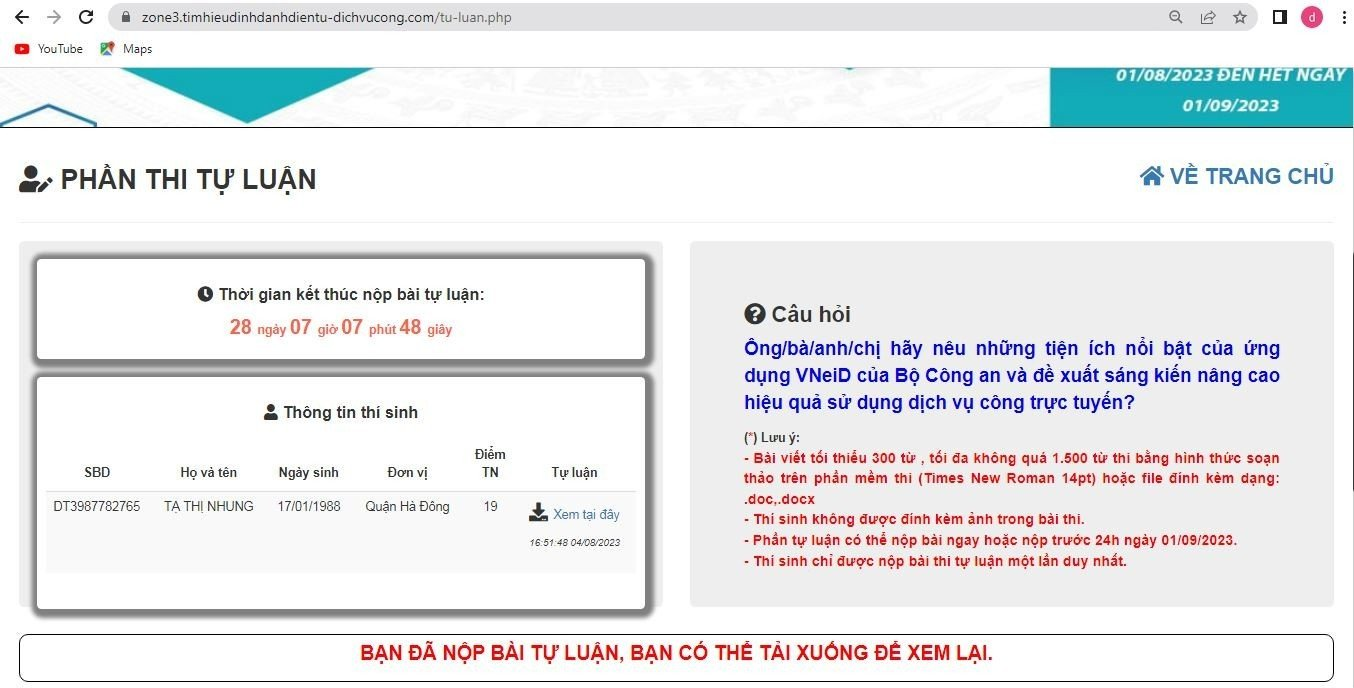 zone3.timhieudinhdanhdientu-dichvucong.com/tu-luan.php
d
YouTube
Maps
01/08/2023 ĐẾN HẾT NGÀY
01/09/2023
PHẦN THI TỰ LUẬN
VỀ TRANG CHỦ
Thời gian kết thúc nộp bài tự luận:
28 ngày 07 giờ 07 phút 48 giây
Thông tin thí sinh
SBD Họ và tên Ngày sinh Đơn vị Điểm TN Tự luận
DT3987782765 TẠ THỊ NHUNG 17/01/1988 Quận Hà Đông 19 Xem tại đây
16:51:48 04/08/2023
Câu hỏi
Ông/bà/anh/chị hãy nêu những tiện ích nổi bật của ứng
dụng VNeiD của Bộ Công an và đề xuất sáng kiến nâng cao
hiệu quả sử dụng dịch vụ công trực tuyến?
(*) Lưu ý:
- Bài viết tối thiểu 300 từ , tối đa không quá 1.500 từ thi bằng hình thức soạn
thảo trên phần mềm thi (Times New Roman 14pt) hoặc file đính kèm dạng:
.doc,.docx
- Thí sinh không được đính kèm ảnh trong bài thi.
- Phần tự luận có thể nộp bài ngay hoặc nộp trước 24h ngày 01/09/2023.
- Thí sinh chỉ được nộp bài thi tự luận một lần duy nhất.
BẠN ĐÃ NỘP BÀI TỰ LUẬN, BẠN CÓ THỂ TẢI XUỐNG ĐỂ XEM LẠI.